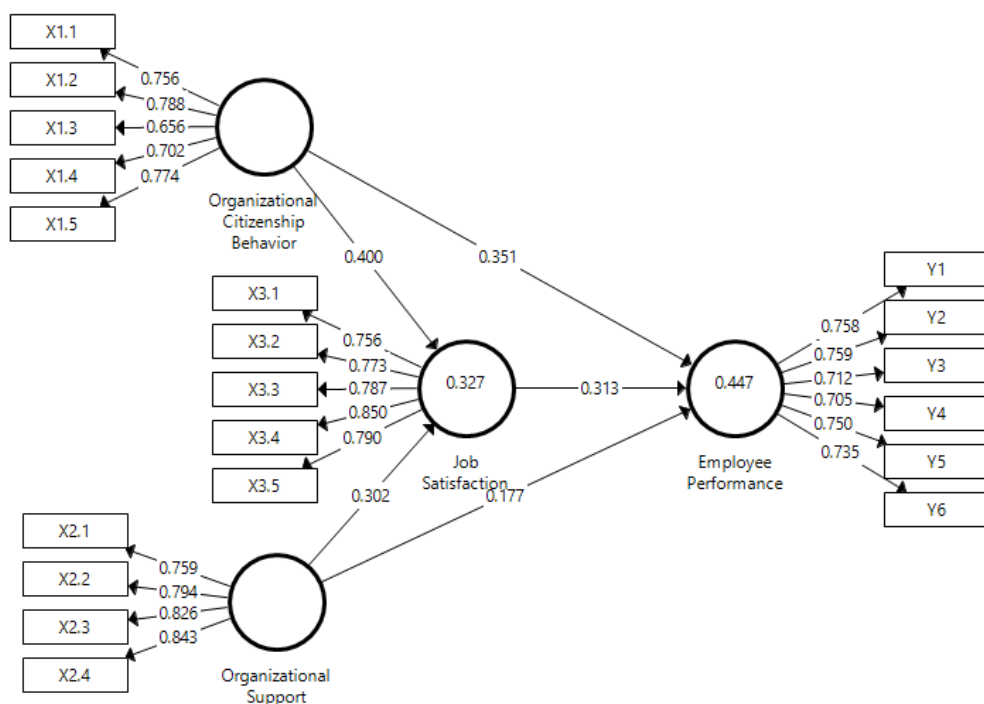 X1.1
X1.2
X1.3
X1.4
X1.5
0.756
0.788
0.656
0.702
0.774
Organizational
Citizenship
Behavior
0.400
0.351
X3.1
X3.2
X3.3
X3.4
X3.5
0.756
0.773
0.787
0.850
0.790
0.327
Job
Satisfaction
0.313
0.447
Employee
Performance
0.758
0.759
0.712
0.705
0.750
0.735
Y1
Y2
Y3
Y4
Y5
Y6
0.302
0.177
X2.1
X2.2
X2.3
X2.4
0.759
0.794
0.826
0.843
Organizational
Support